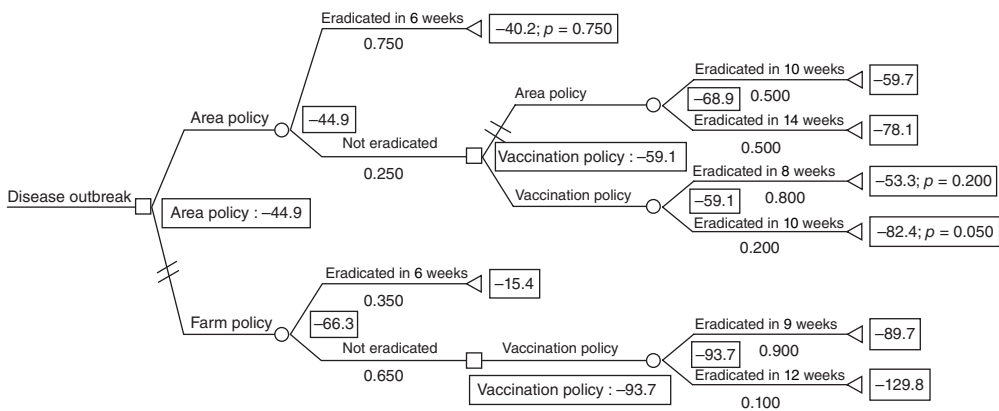 Eradicated in 6 weeks
–40.2; p = 0.750
0.750
Eradicated in 10 weeks
–59.7
Area policy
–68.9
0.500
Eradicated in 14 weeks
–78.1
0.500
Area policy
–44.9
Not eradicated
0.250
Vaccination policy : –59.1
Eradicated in 8 weeks
–53.3; p = 0.200
Vaccination policy
–59.1
0.800
Eradicated in 10 weeks
–82.4; p = 0.050
0.200
Disease outbreak
Area policy : –44.9
Eradicated in 6 weeks
–15.4
0.350
Farm policy
–66.3
Not eradicated
0.650
Vaccination policy
Vaccination policy : –93.7
Eradicated in 9 weeks
–89.7
–93.7
0.900
Eradicated in 12 weeks
–129.8
0.100